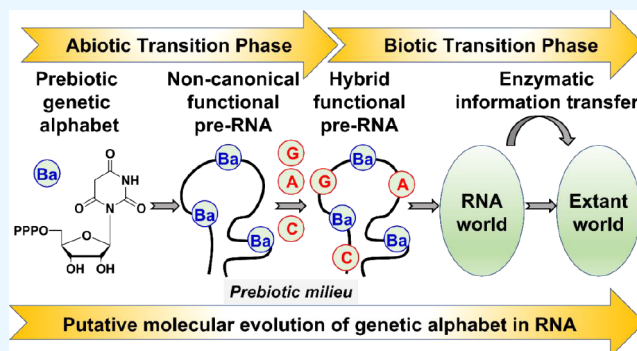 Abiotic Transition Phase
Biotic Transition Phase
Prebiotic
genetic
alphabet
Non-canonical
functional
pre-RNA
Hybrid
functional
pre-RNA
Enzymatic
information transfer
Ba
O
NH
O
N
O
PPPO
O
OH OH
Ba
Ba
Ba
G
A
C
Ba
G
A
Ba
Ba
C
RNA
world
Extant
world
Prebiotic milieu
Putative molecular evolution of genetic alphabet in RNA